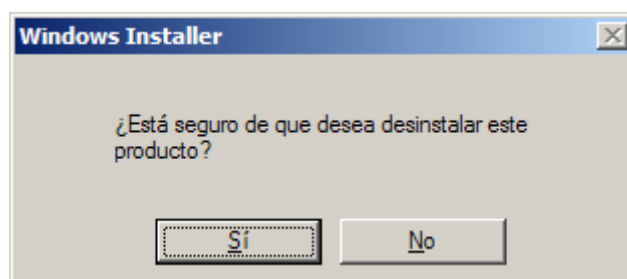 Windows Installer
¿Está seguro de que desea desinstalar este
producto?
Sí
No